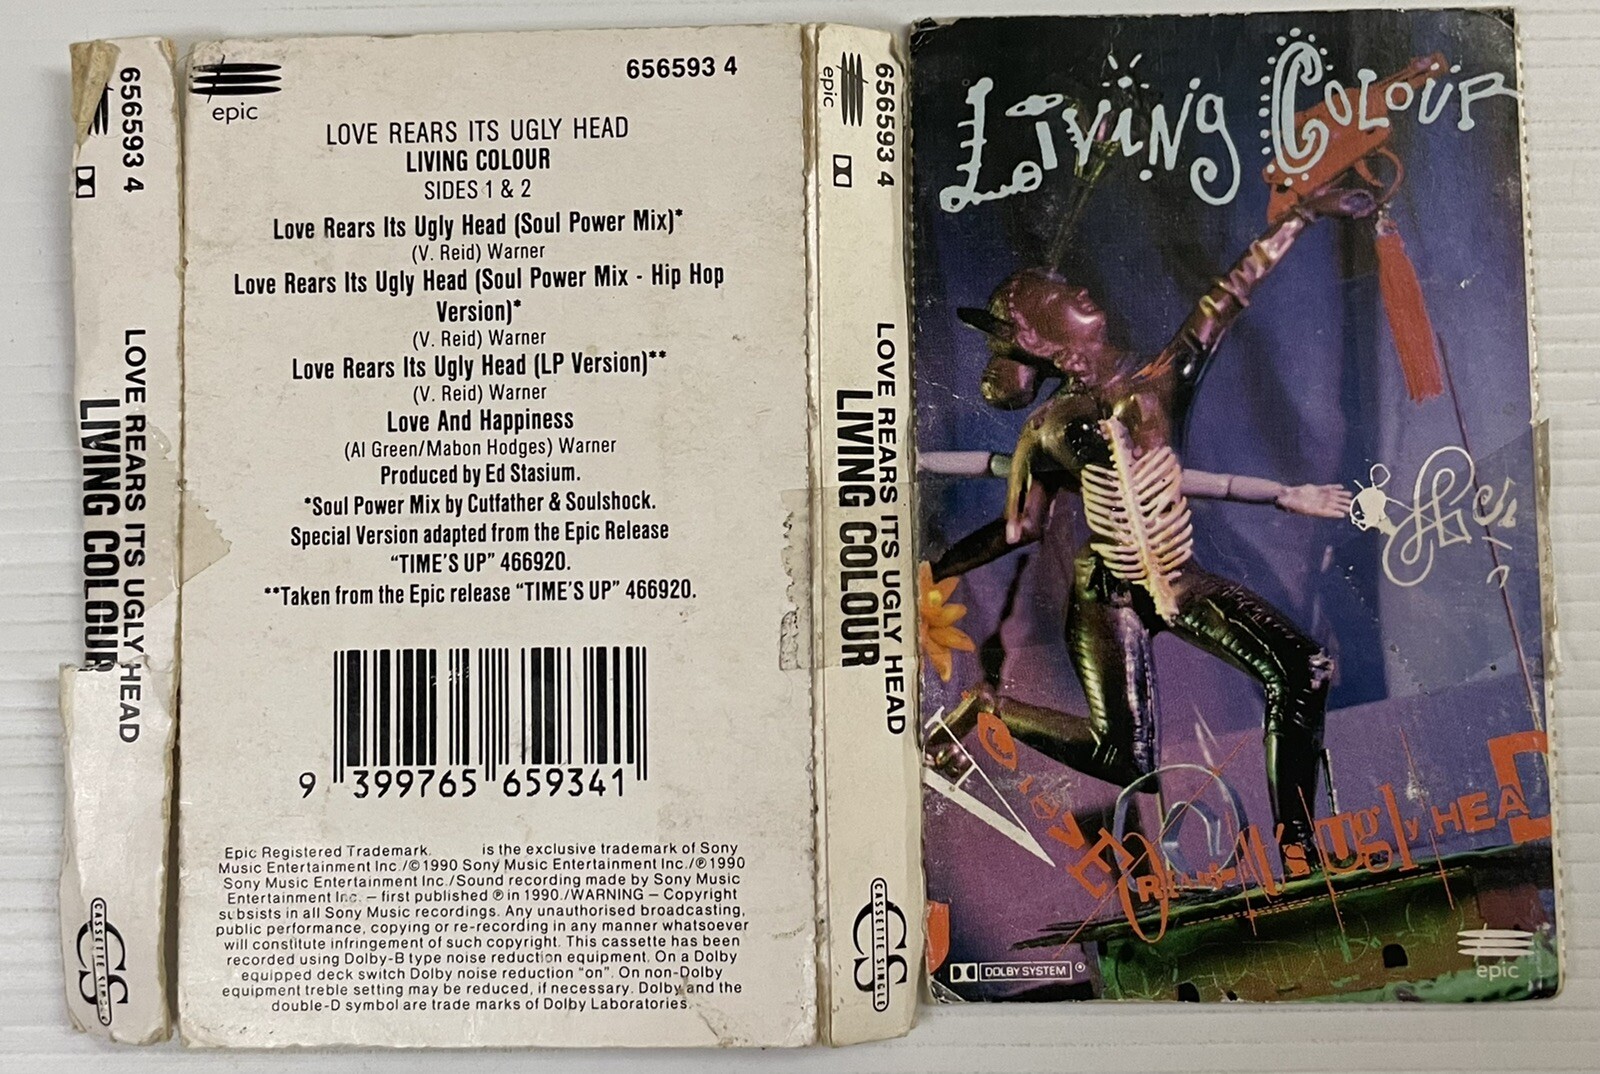 656593 4
LOVE REARS ITS UGLY HEAD
LIVING COLOUR
CASSETTE SINGLE
CS
epic
656593 4
LOVE REARS ITS UGLY HEAD
LIVING COLOUR
SIDES 1 & 2
Love Rears Its Ugly Head (Soul Power Mix)*
(V. Reid) Warner
Love Rears Its Ugly Head (Soul Power Mix - Hip Hop
Version)*
(V. Reid) Warner
Love Rears Its Ugly Head (LP Version)**
(V. Reid) Warner
Love And Happiness
(Al Green/Mabon Hodges) Warner
Produced by Ed Stasium.
*Soul Power Mix by Cutfather & Soulshock.
Special Version adapted from the Epic Release
“TIME'S UP” 466920.
**Taken from the Epic release “TIME'S UP” 466920.
9 399765 659341
Epic Registered Trademark. is the exclusive trademark of Sony
Music Entertainment Inc./©1990 Sony Music Entertainment Inc./℗1990
Sony Music Entertainment Inc./Sound recording made by Sony Music
Entertainment Inc. – first published ℗ in 1990./WARNING – Copyright
subsists in all Sony Music recordings. Any unauthorised broadcasting,
public performance, copying or re-recording in any manner whatsoever
will constitute infringement of such copyright. This cassette has been
recorded using Dolby-B type noise reduction equipment. On a Dolby
equipped deck switch Dolby noise reduction “on”. On non-Dolby
equipment treble setting may be reduced, if necessary. Dolby and the
double-D symbol are trade marks of Dolby Laboratories.
epic
656593 4
LOVE REARS ITS UGLY HEAD
LIVING COLOUR
CASSETTE SINGLE
CS
Living Colour
Love Rears It's Ugly HEAD
DOLBY SYSTEM ®
epic